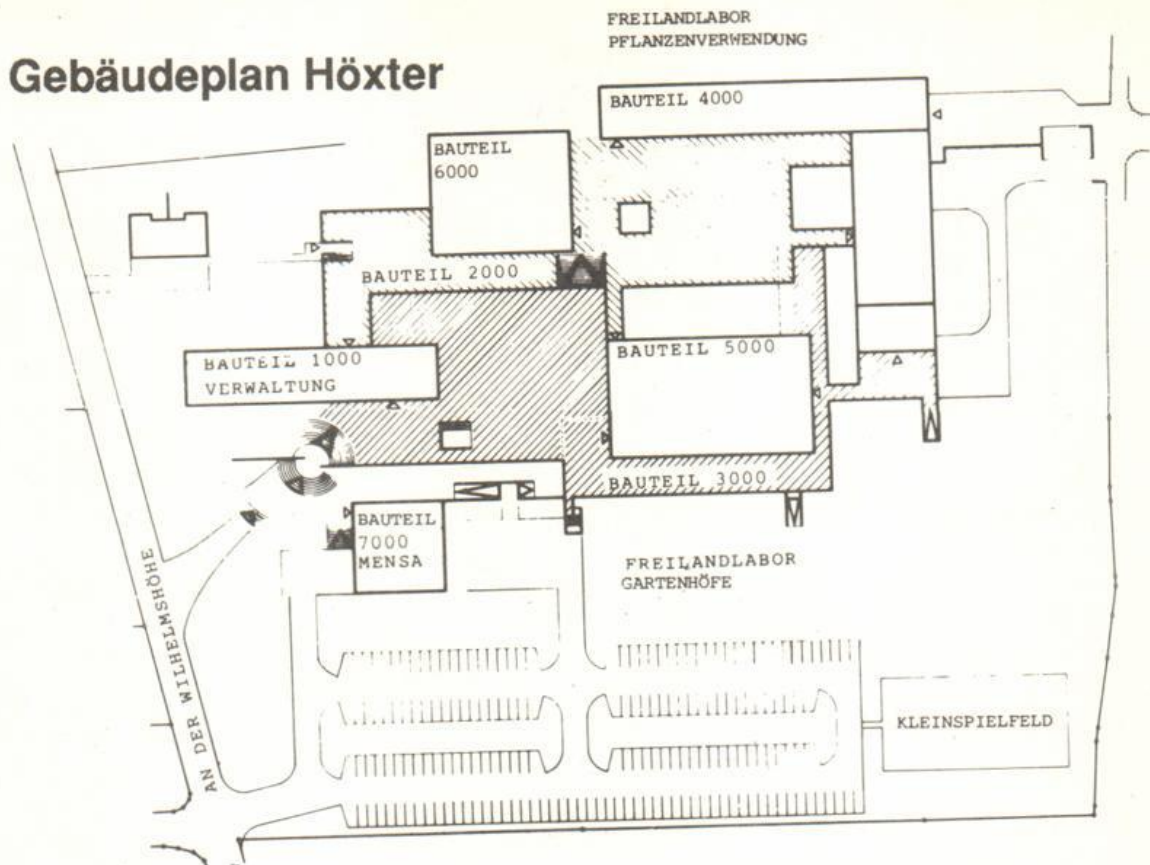 FREILANDLABOR
PFLANZENVERWENDUNG
Gebäudeplan Höxter
BAUTEIL 4000
BAUTEIL
6000
BAUTEIL 2000
BAUTEIL 5000
BAUTEIL 1000
VERWALTUNG
BAUTEIL 3000
BAUTEIL
7000
MENSA
FREILANDLABOR
GARTENHÖFE
AN DER WILHELMSHÖHE
KLEINSPIELFELD